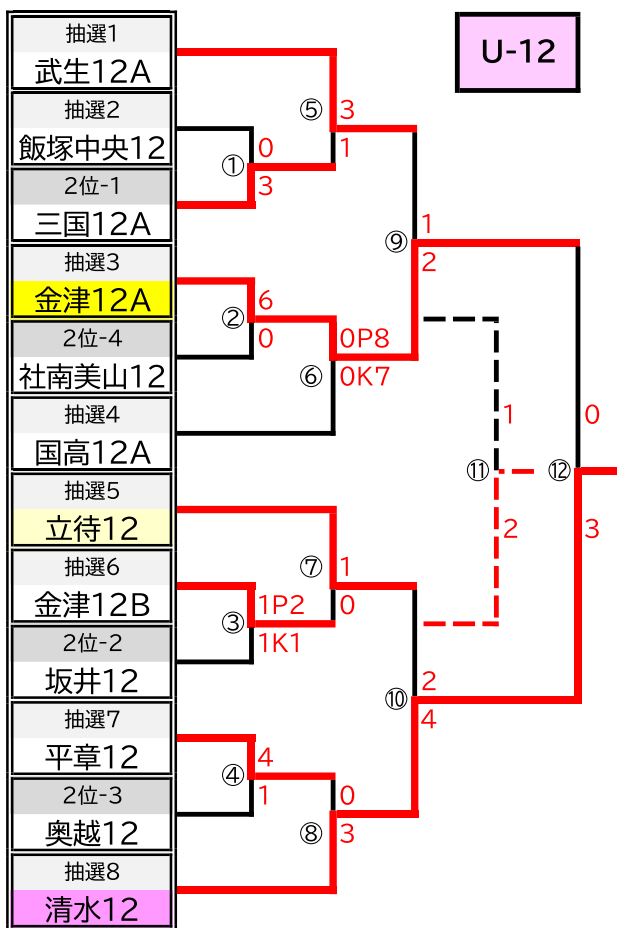 U-12
抽選1
武生12A
抽選2
飯塚中央12
2位-1
三国12A
抽選3
金津12A
2位-4
社南美山12
抽選4
国高12A
抽選5
立待12
抽選6
金津12B
2位-2
坂井12
抽選7
平章12
2位-3
奥越12
抽選8
清水12
① 0
3
② 6
0
③ 1P2
1K1
④ 4
1
⑤ 3
1
⑥ 0P8
0K7
⑦ 1
0
⑧ 0
3
⑨ 1
2
⑩ 2
4
⑪ 1
2
⑫ 0
3